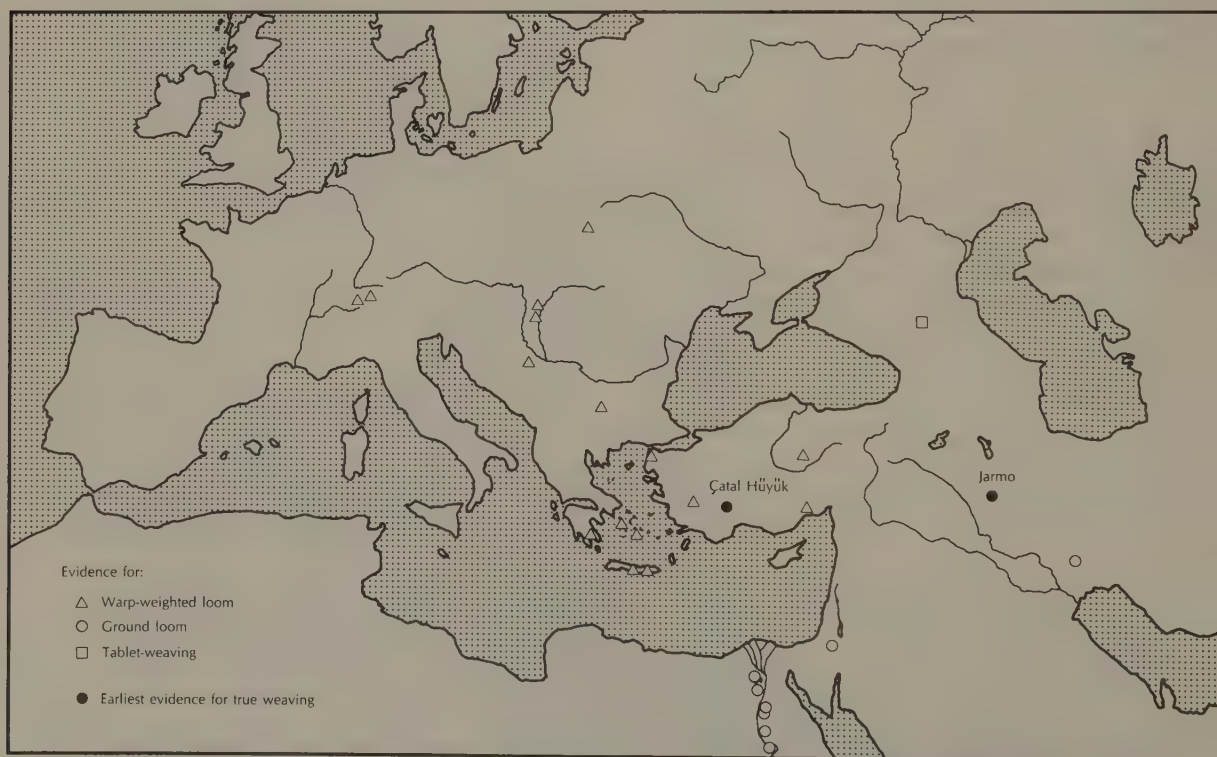 Çatal Hüyük
Jarmo
Evidence for:
Warp-weighted loom
Ground loom
Tablet-weaving
Earliest evidence for true weaving